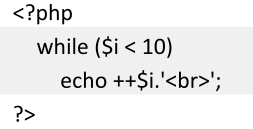 <?php
while ($i < 10)
echo ++$i.'<br>';
?>